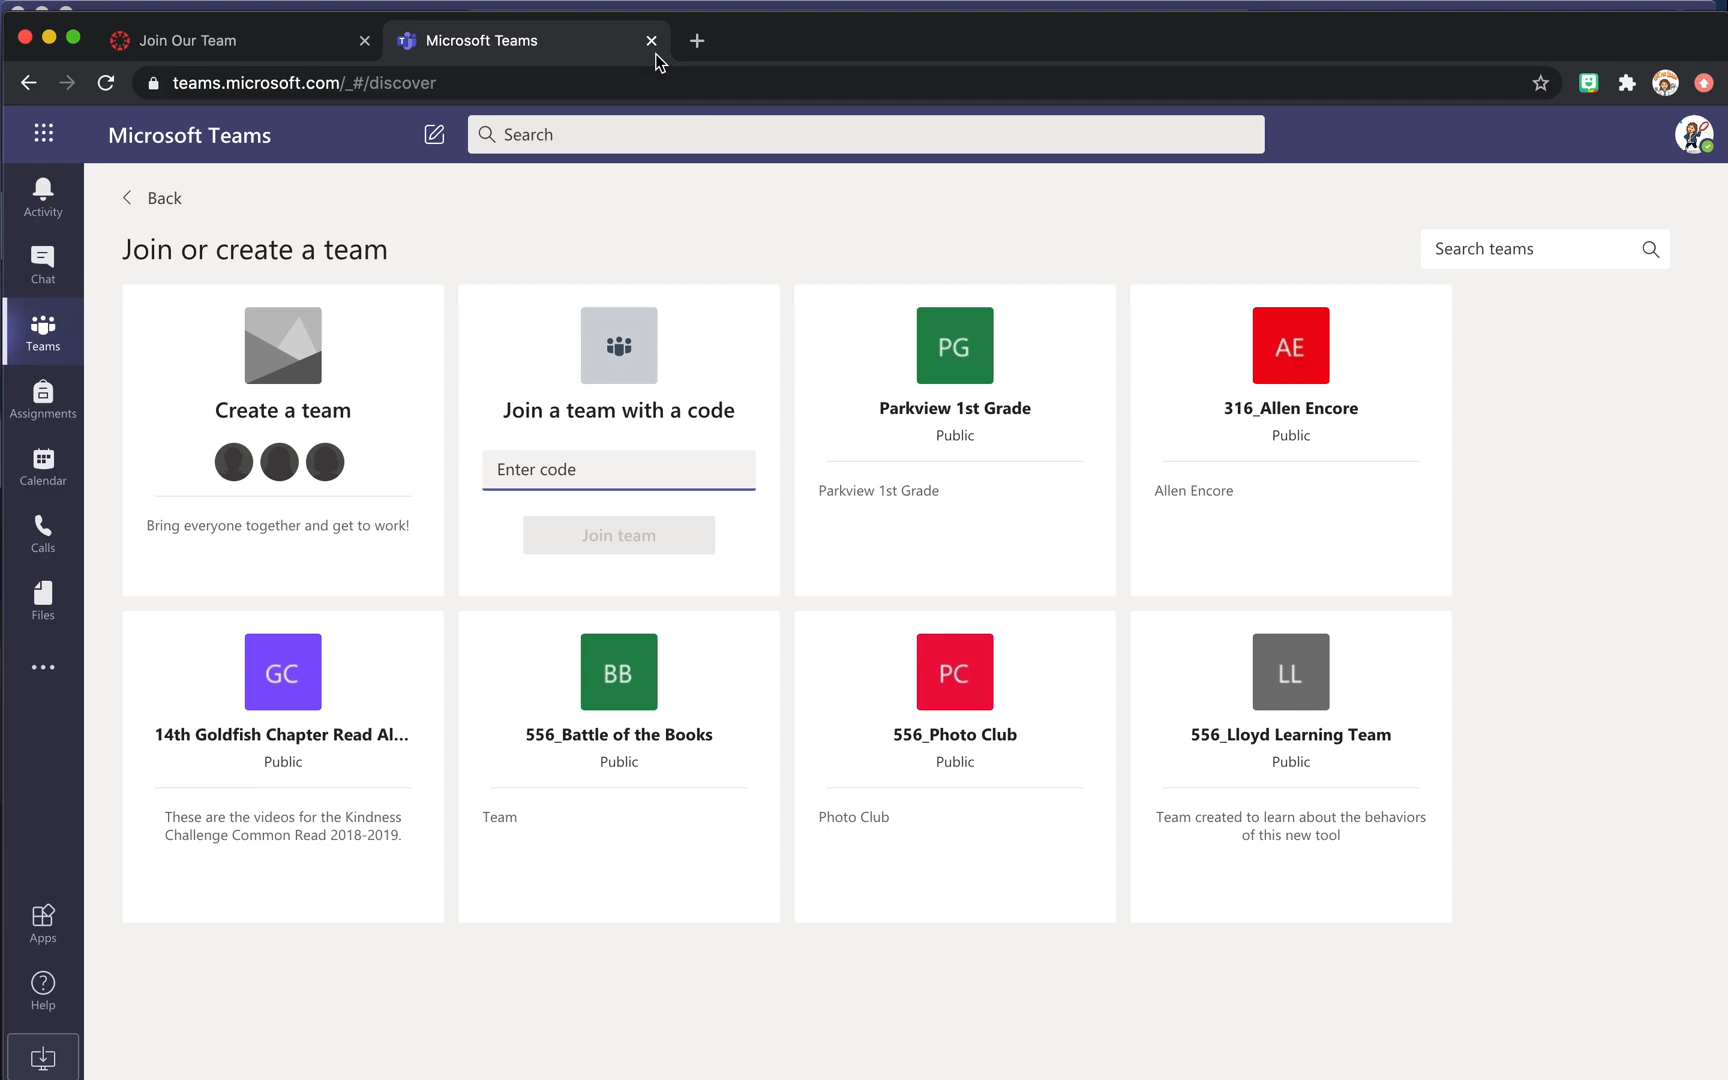 Join Our Team
Microsoft Teams
teams.microsoft.com/_#/discover
Microsoft Teams
Search
Activity
Chat
Teams
Assignments
Calendar
Calls
Files
Apps
Help
Back
Join or create a team
Search teams
Create a team
Bring everyone together and get to work!
Join a team with a code
Enter code
Join team
PG
Parkview 1st Grade
Public
Parkview 1st Grade
AE
316_Allen Encore
Public
Allen Encore
GC
14th Goldfish Chapter Read Al...
Public
These are the videos for the Kindness
Challenge Common Read 2018-2019.
BB
556_Battle of the Books
Public
Team
PC
556_Photo Club
Public
Photo Club
LL
556_Lloyd Learning Team
Public
Team created to learn about the behaviors
of this new tool